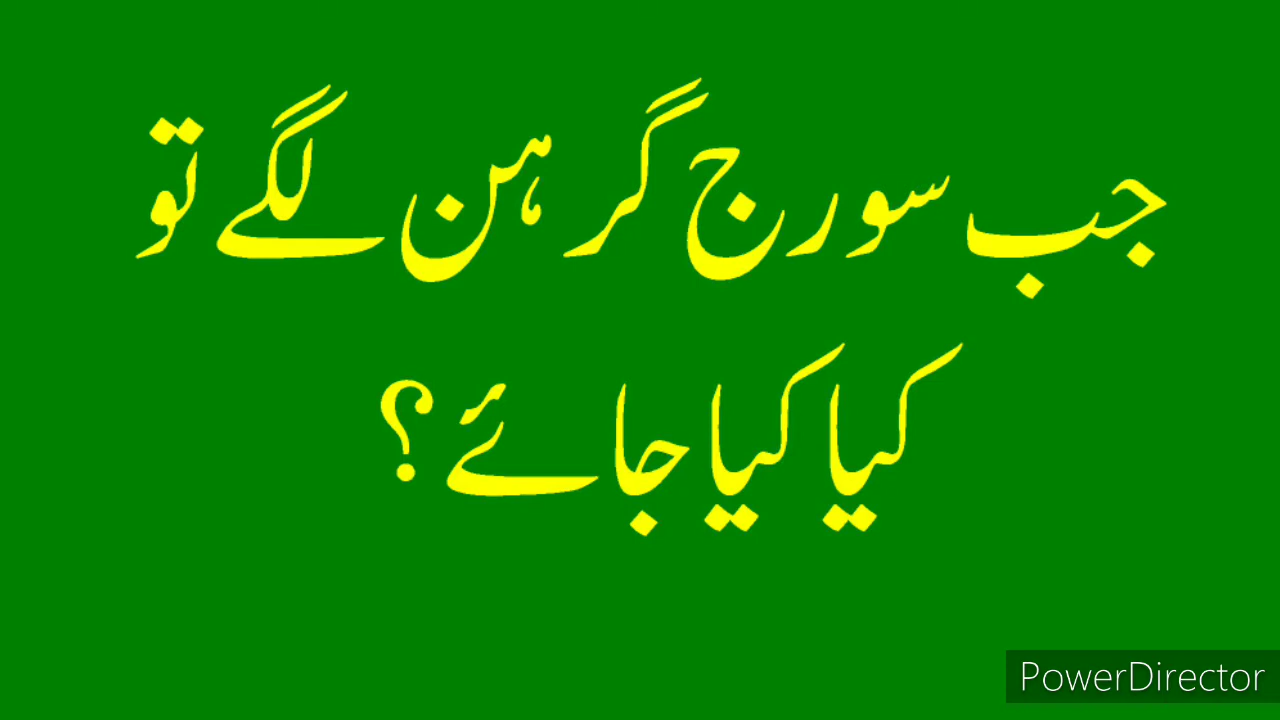 جب سورج گرہن لگے تو
کیا کیا جائے؟
PowerDirector